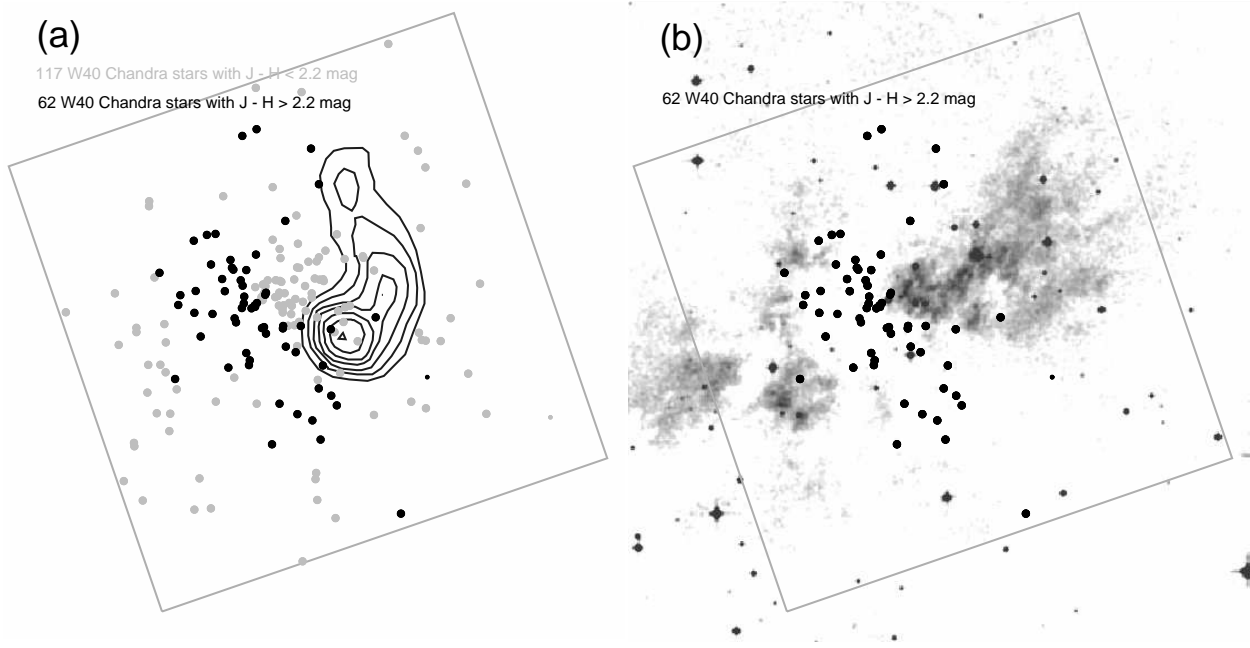 (a)
117 W40 Chandra stars with J - H < 2.2 mag
62 W40 Chandra stars with J - H > 2.2 mag
(b)
62 W40 Chandra stars with J - H > 2.2 mag